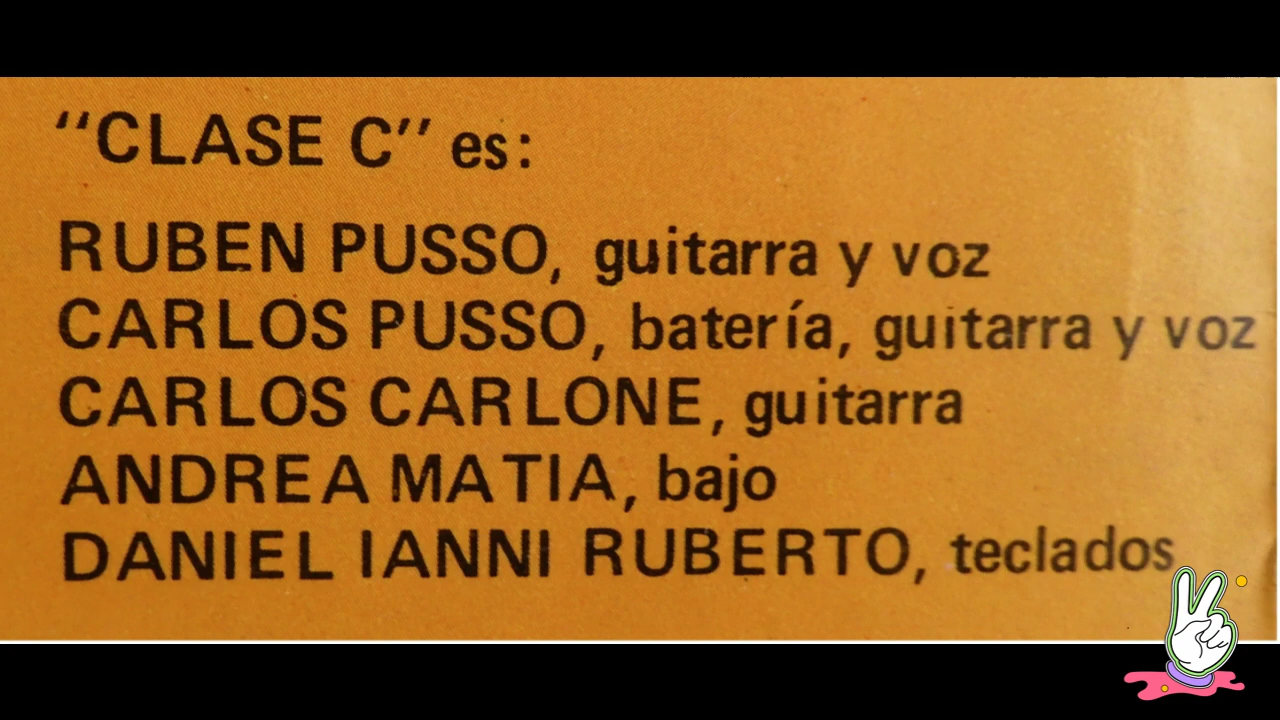 “CLASE C” es:
RUBEN PUSSO, guitarra y voz
CARLOS PUSSO, batería, guitarra y voz
CARLOS CARLONE, guitarra
ANDREA MATIA, bajo
DANIEL IANNI RUBERTO, teclados